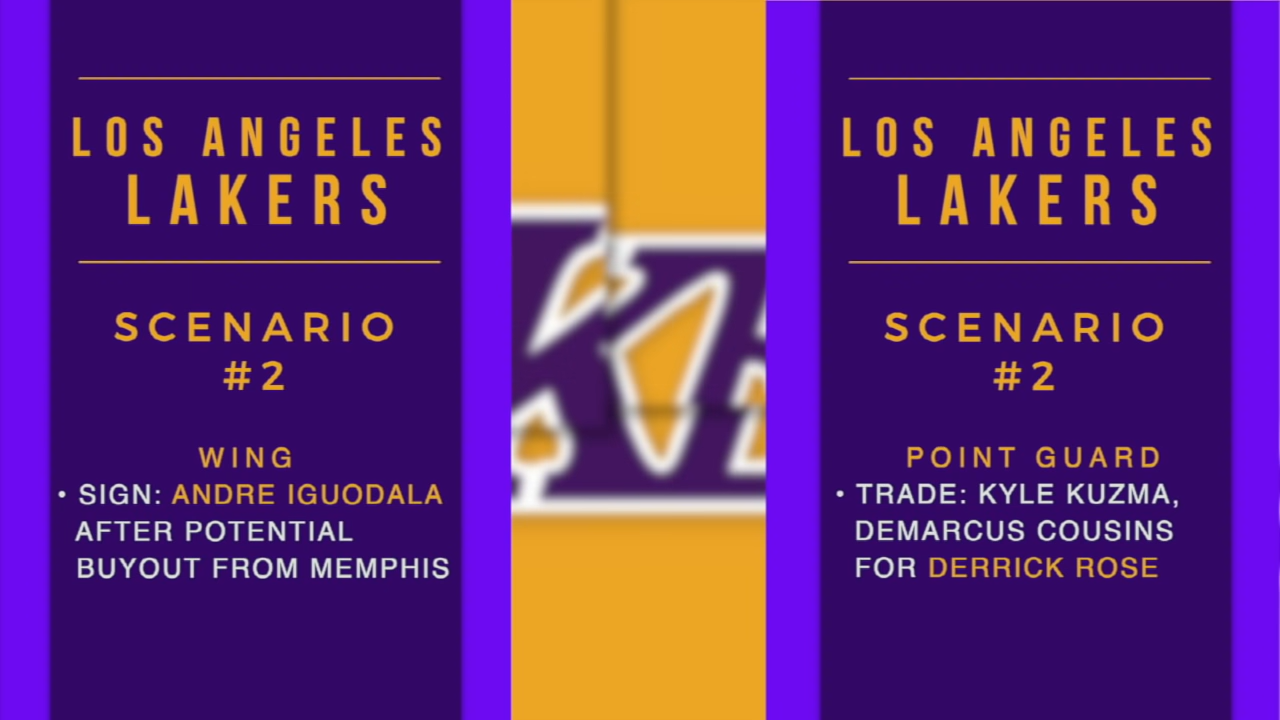 LOS ANGELES
LAKERS
SCENARIO
#2
WING
• SIGN: ANDRE IGUODALA
AFTER POTENTIAL
BUYOUT FROM MEMPHIS
LOS ANGELES
LAKERS
SCENARIO
#2
POINT GUARD
• TRADE: KYLE KUZMA,
DEMARCUS COUSINS
FOR DERRICK ROSE